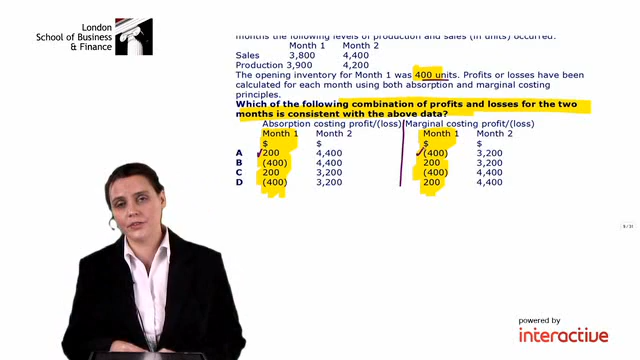 London
School of Business
& Finance
months the following levels of production and sales (in units) occurred.
Month 1 Month 2
Sales 3,800 4,400
Production 3,900 4,200
The opening inventory for Month 1 was 400 units. Profits or losses have been
calculated for each month using both absorption and marginal costing
principles.
Which of the following combination of profits and losses for the two
months is consistent with the above data?
Absorption costing profit/(loss) Marginal costing profit/(loss)
Month 1 Month 2 Month 1 Month 2
$ $ $ $
A 200 4,400 (400) 3,200
B (400) 4,400 200 3,200
C 200 3,200 (400) 4,400
D (400) 3,200 200 4,400
9 / 31
powered by
interactive